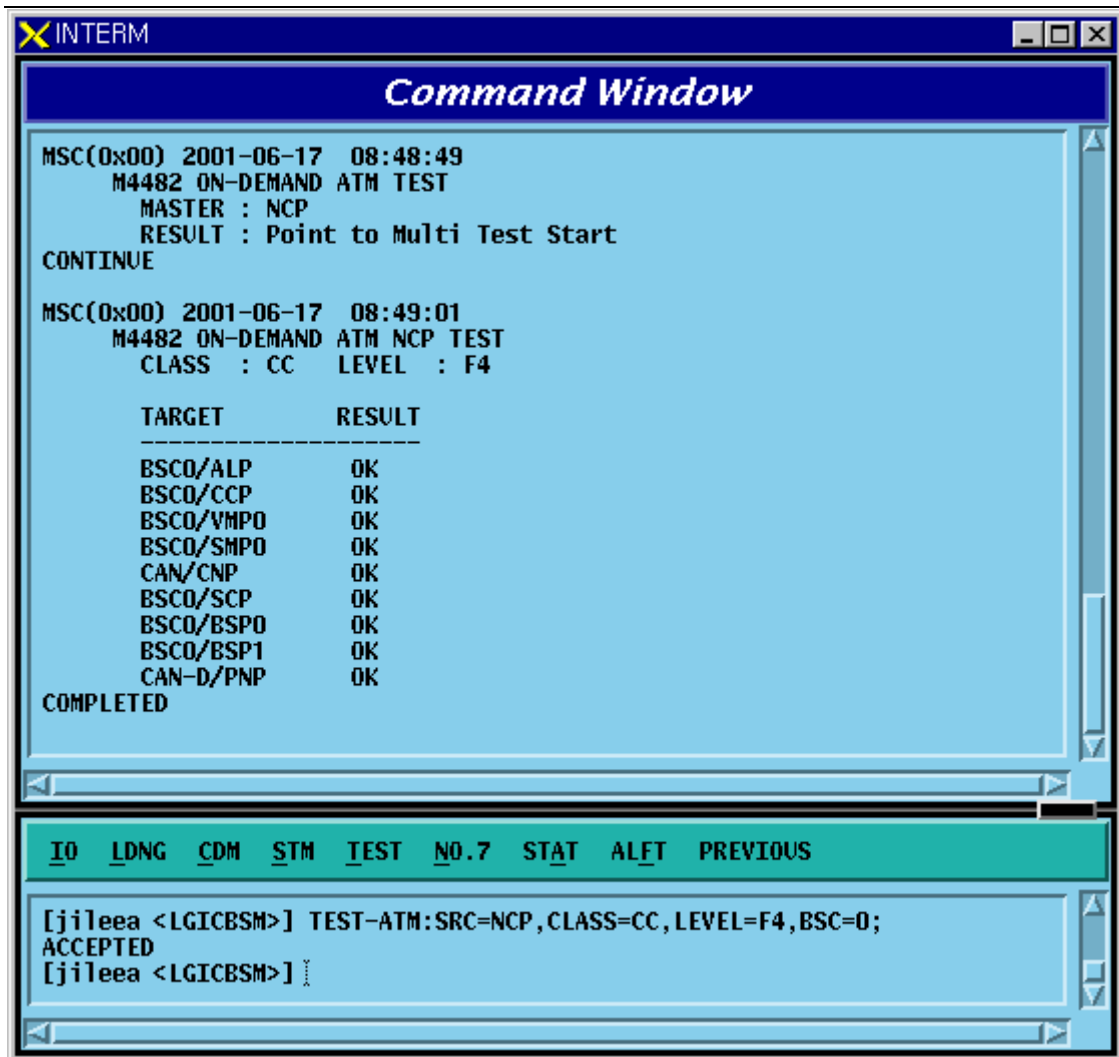 INTERM
Command Window
MSC(0x00) 2001-06-17 08:48:49
M4482 ON-DEMAND ATM TEST
MASTER : NCP
RESULT : Point to Multi Test Start
CONTINUE
MSC(0x00) 2001-06-17 08:49:01
M4482 ON-DEMAND ATM NCP TEST
CLASS : CC LEVEL : F4
TARGET RESULT
--------------------
BSC0/ALP OK
BSC0/CCP OK
BSC0/VMP0 OK
BSC0/SMP0 OK
CAN/CNP OK
BSC0/SCP OK
BSC0/BSP0 OK
BSC0/BSP1 OK
CAN-D/PNP OK
COMPLETED
IO LDNG CDM STM TEST NO.7 STAT ALFT PREVIOUS
[jileea <LGICBSM>] TEST-ATM:SRC=NCP,CLASS=CC,LEVEL=F4,BSC=0;
ACCEPTED
[jileea <LGICBSM>]